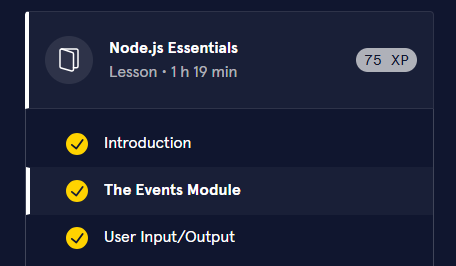 Node.js Essentials
Lesson • 1 h 19 min
75 XP
Introduction
The Events Module
User Input/Output